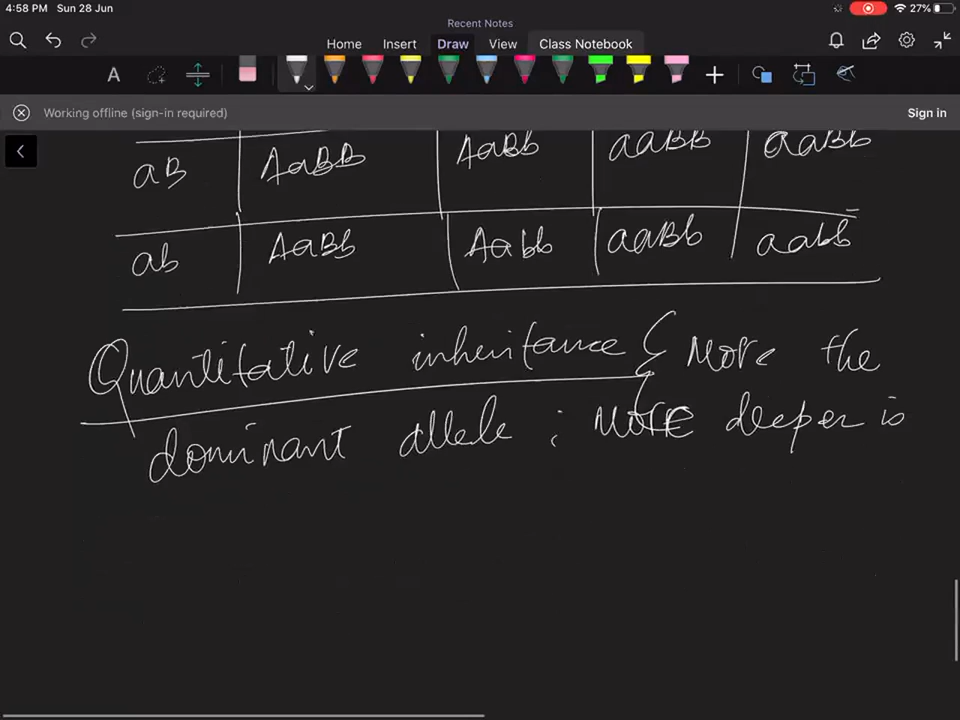 4:58 PM Sun 28 Jun 27%
Recent Notes
Home Insert Draw View Class Notebook
A
Working offline (sign-in required) Sign in
aB AaBB AaBb aaBB aaBb
ab AaBb Aabb aaBb aabb
Quantitative inheritance { More the
dominant allele : more deeper is